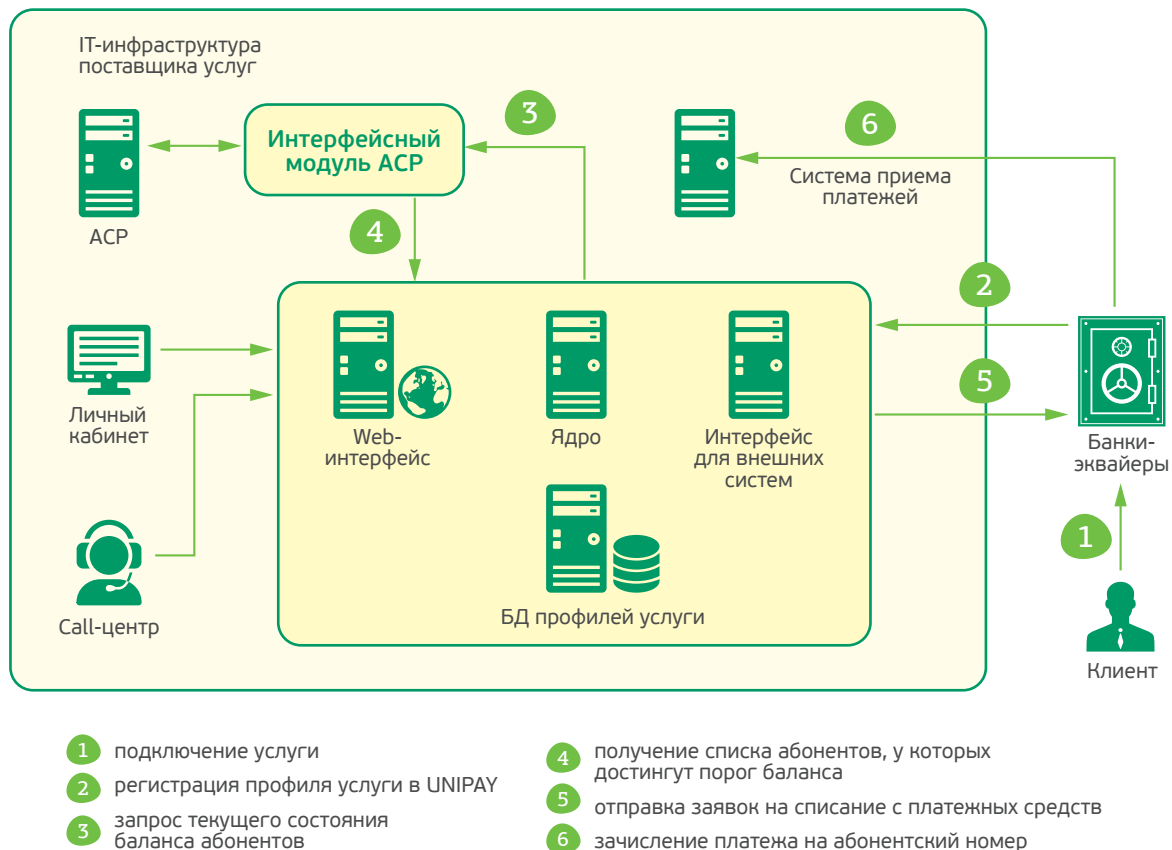 IT-инфраструктура
поставщика услуг
АСР
Интерфейсный
модуль АСР
3
4
6
Система приема
платежей
2
5
Личный
кабинет
Call-центр
Web-
интерфейс
Ядро
Интерфейс
для внешних
систем
БД профилей услуги
Банки-
эквайеры
1
Клиент
1 подключение услуги
2 регистрация профиля услуги в UNIPAY
3 запрос текущего состояния
баланса абонентов
4 получение списка абонентов, у которых
достингут порог баланса
5 отправка заявок на списание с платежных средств
6 зачисление платежа на абонентский номер